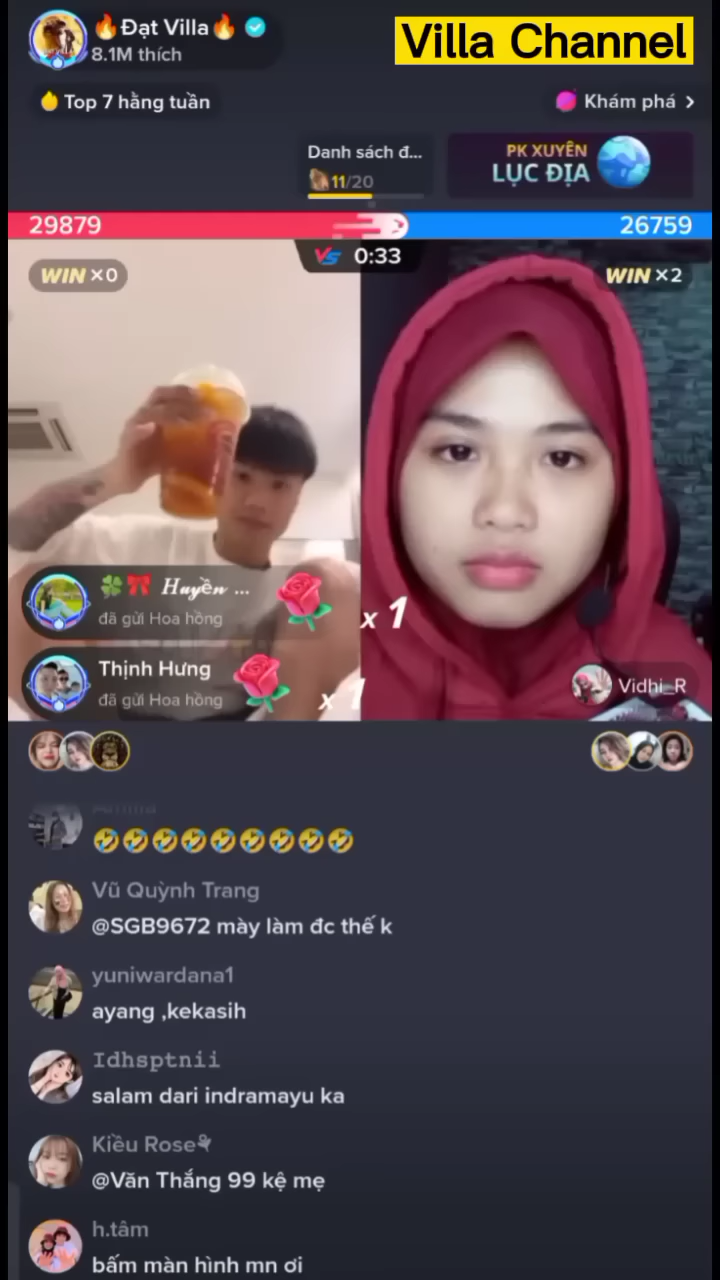 🔥Đạt Villa🔥
8.1M thích
Villa Channel
Top 7 hằng tuần
Khám phá
Danh sách đ...
11/20
PK XUYÊN
LỤC ĐỊA
29879
26759
VS 0:33
WIN ×0
WIN ×2
🍀🎀 Huyền ...
đã gửi Hoa hồng
x 1
Thịnh Hưng
đã gửi Hoa hồng
x 1
Vidhi_R
🤣🤣🤣🤣🤣🤣🤣🤣🤣
Vũ Quỳnh Trang
@SGB9672 mày làm đc thế k
yuniwardana1
ayang ,kekasih
Idhsptnii
salam dari indramayu ka
Kiều Rose⚘
@Văn Thắng 99 kệ mẹ
h.tâm
bấm màn hình mn ơi